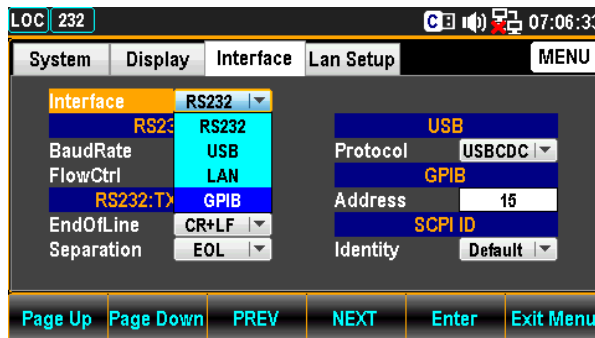 LOC 232 C 07:06:33
System Display Interface Lan Setup MENU
Interface RS232
RS232
USB
LAN
GPIB
USB
BaudRate Protocol USBCDC
FlowCtrl GPIB
RS232:TX Address 15
EndOfLine CR+LF SCPI ID
Separation EOL Identity Default
Page Up Page Down PREV NEXT Enter Exit Menu